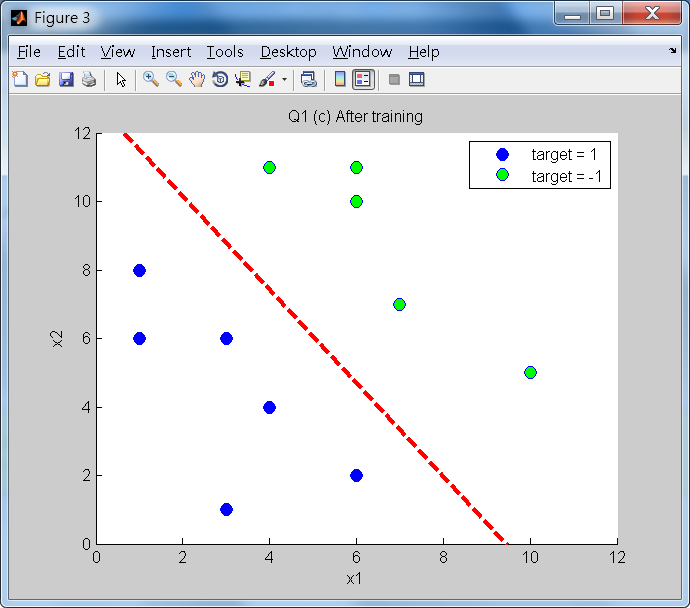 Figure 3
File Edit View Insert Tools Desktop Window Help
Q1 (c) After training
target = 1
target = -1
12
10
8
6
4
2
0
x2
0 2 4 6 8 10 12
x1